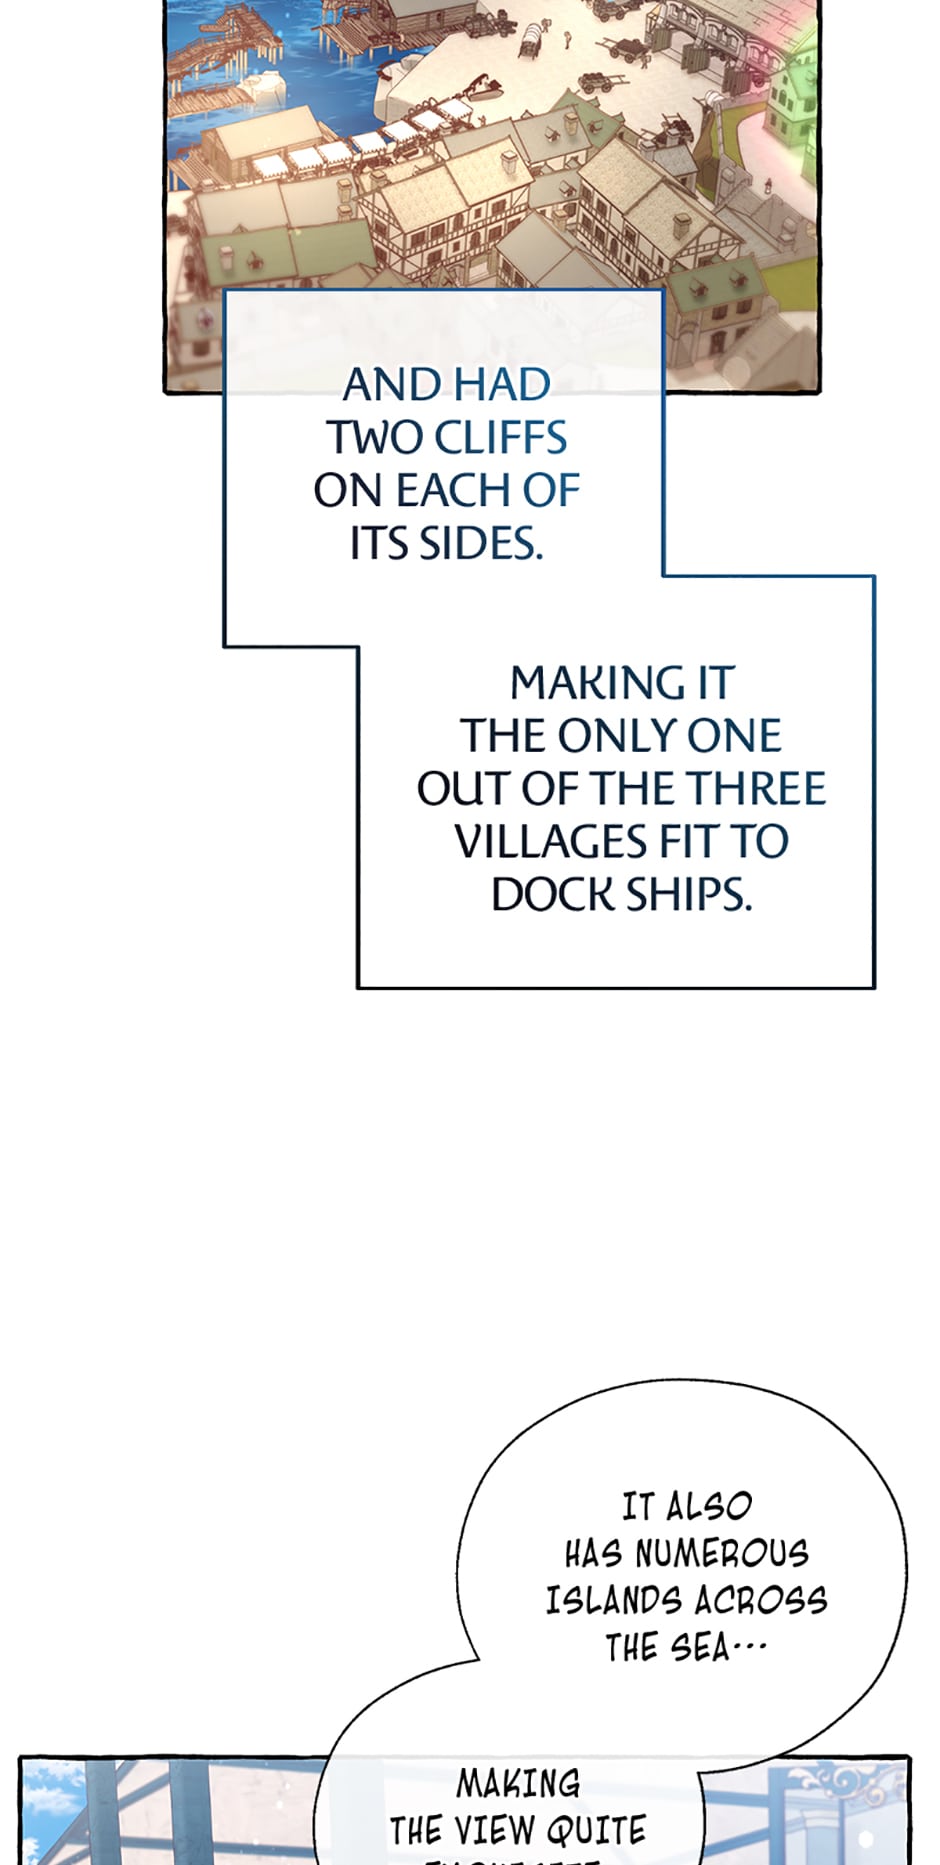 AND HAD
TWO CLIFFS
ON EACH OF
ITS SIDES.
MAKING IT
THE ONLY ONE
OUT OF THE THREE
VILLAGES FIT TO
DOCK SHIPS.
IT ALSO
HAS NUMEROUS
ISLANDS ACROSS
THE SEA...
MAKING
THE VIEW QUITE